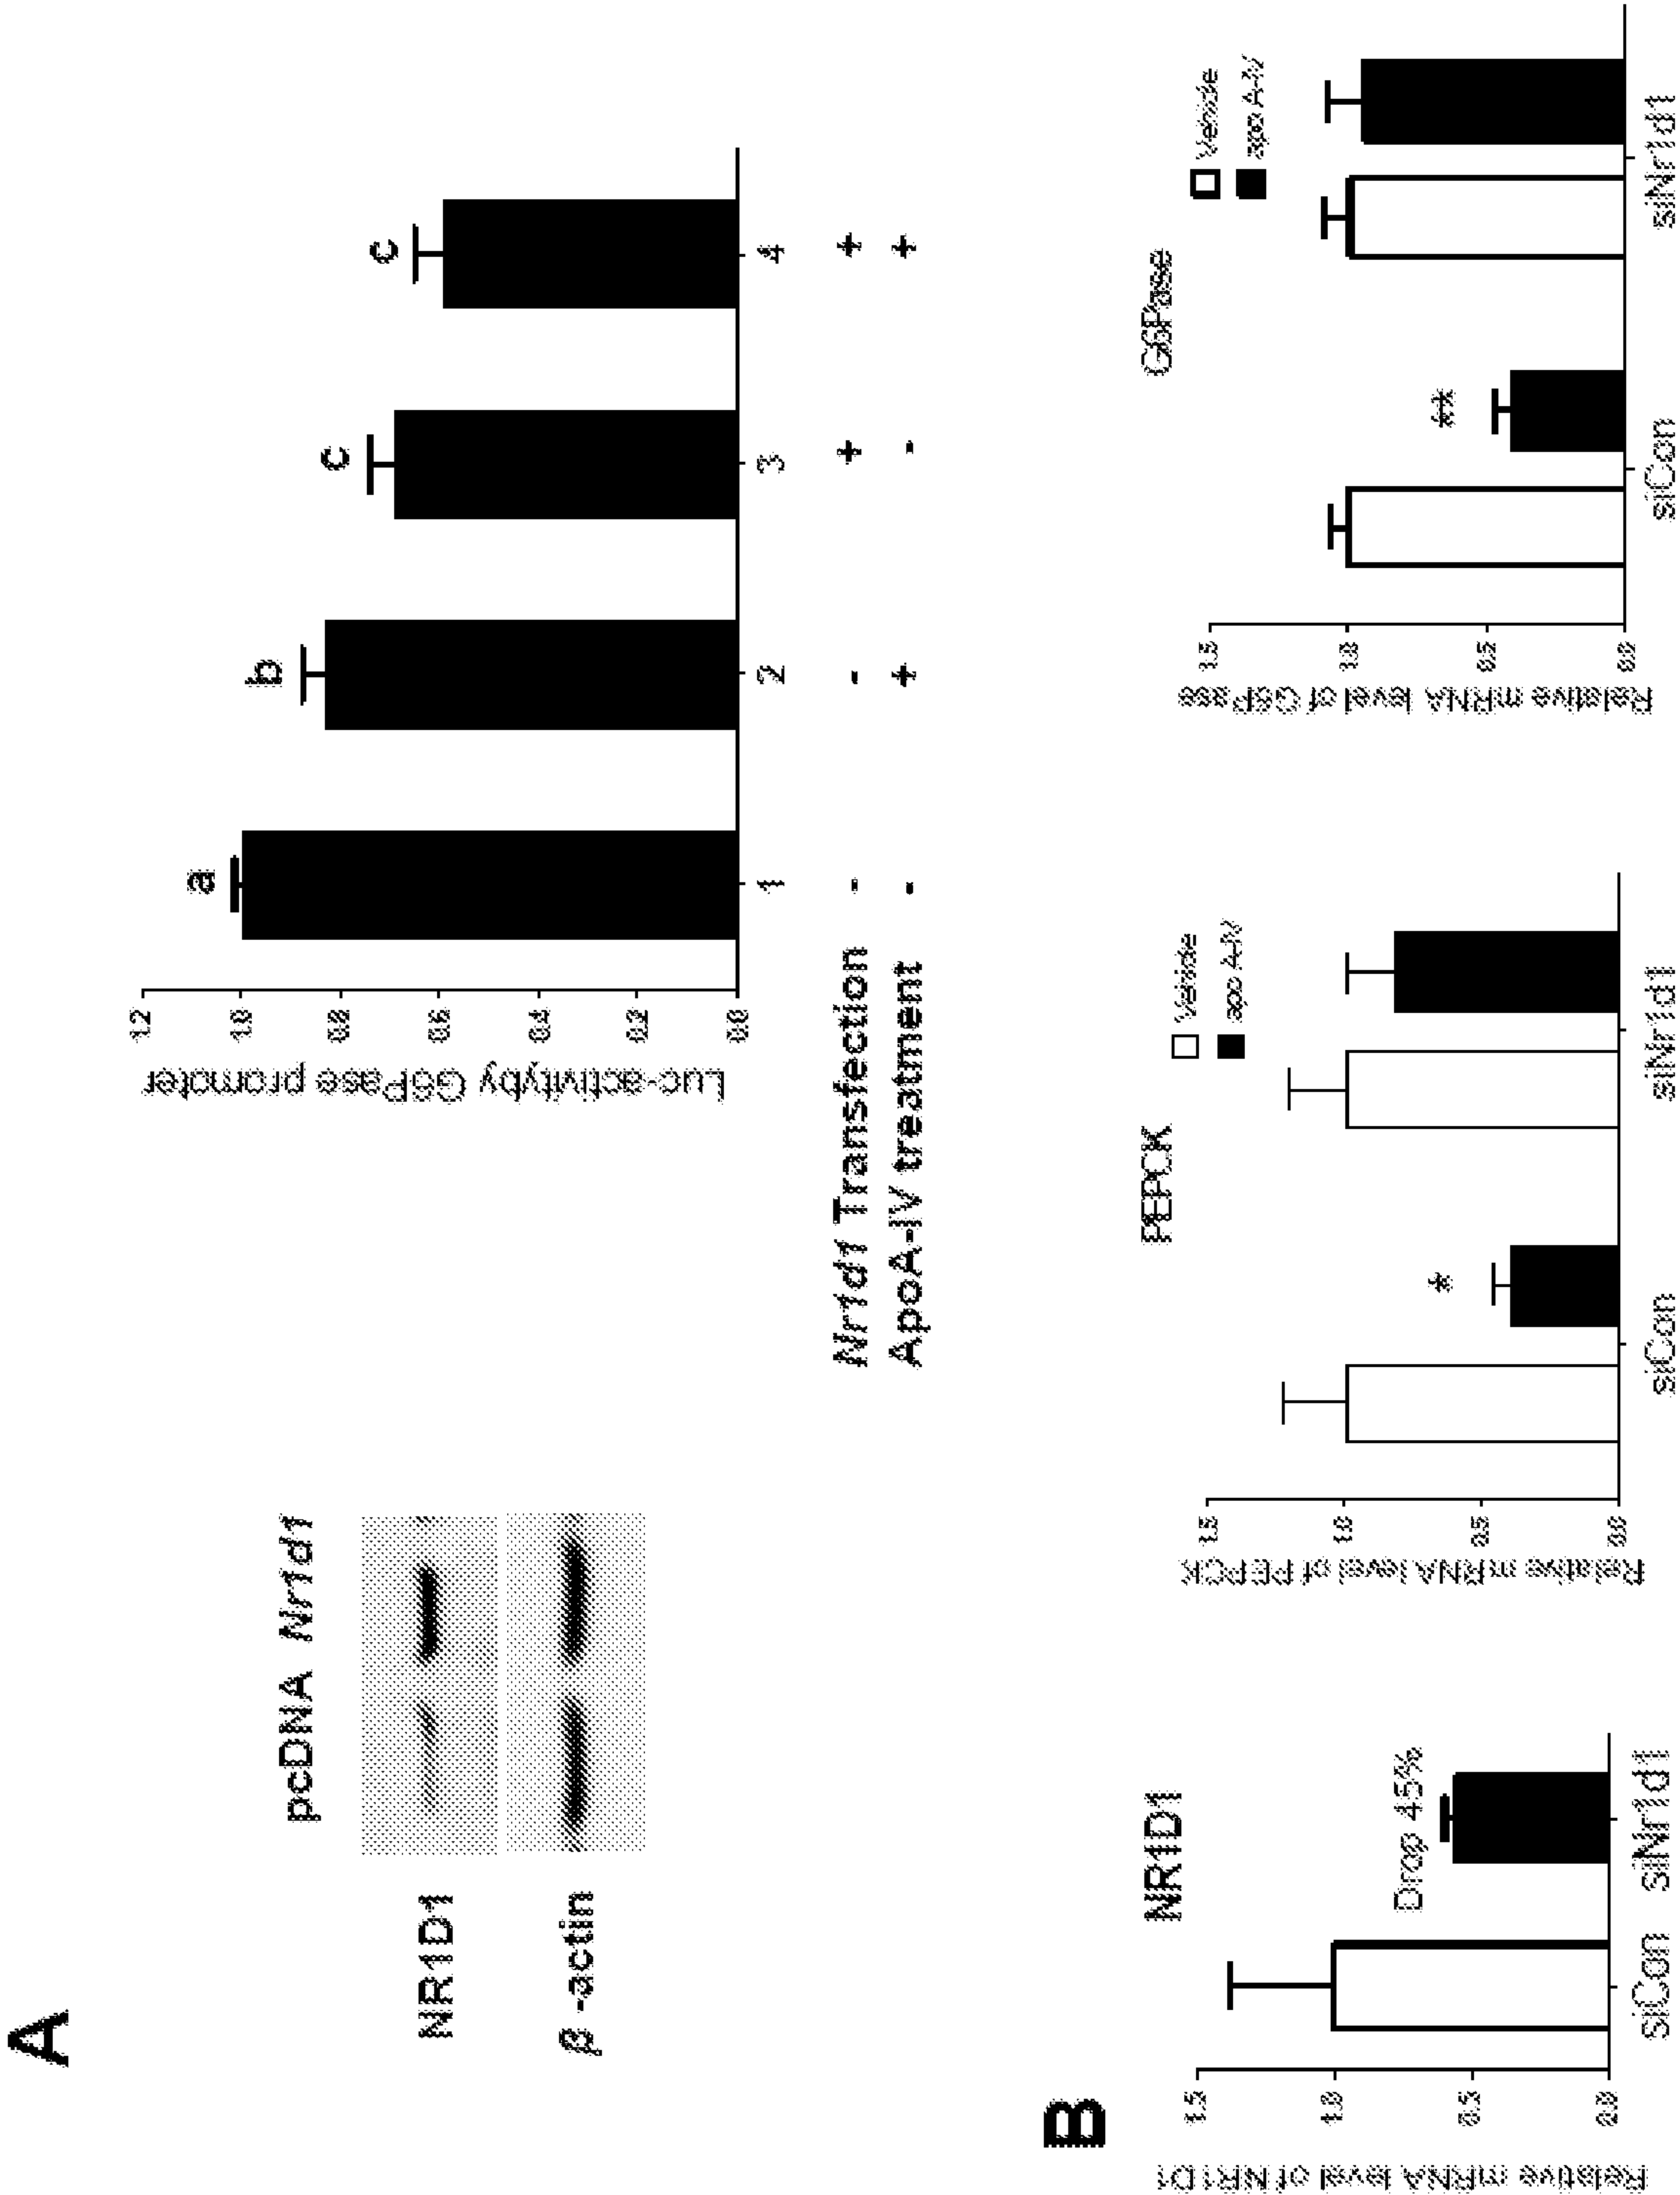 A
pcDNA Nr1d1
NR1D1
β -actin
Luc-activityby G6Pase promoter
1.2
1.0
0.8
0.6
0.4
0.2
0.0
a
b
c
c
1 2 3 4
Nr1d1 Transfection - - + +
ApoA-IV treatment - + - +
B
NR1D1
Relative mRNA level of NR1D1
1.5
1.0
0.5
0.0
Drop 45%
siCon siNr1d1
PEPCK
Relative mRNA level of PEPCK
1.5
1.0
0.5
0.0
Vehicle
apo A-IV
*
siCon siNr1d1
G6Pase
Relative mRNA level of G6Pase
1.5
1.0
0.5
0.0
Vehicle
apo A-IV
**
siCon siNr1d1